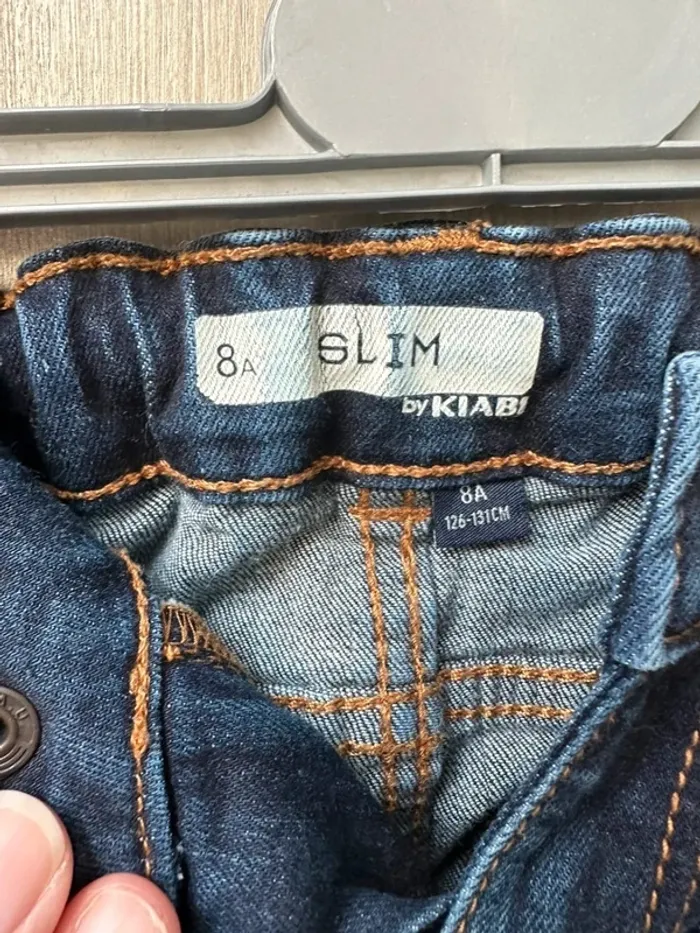 8A SLIM
by KIABI
8A
126-131CM